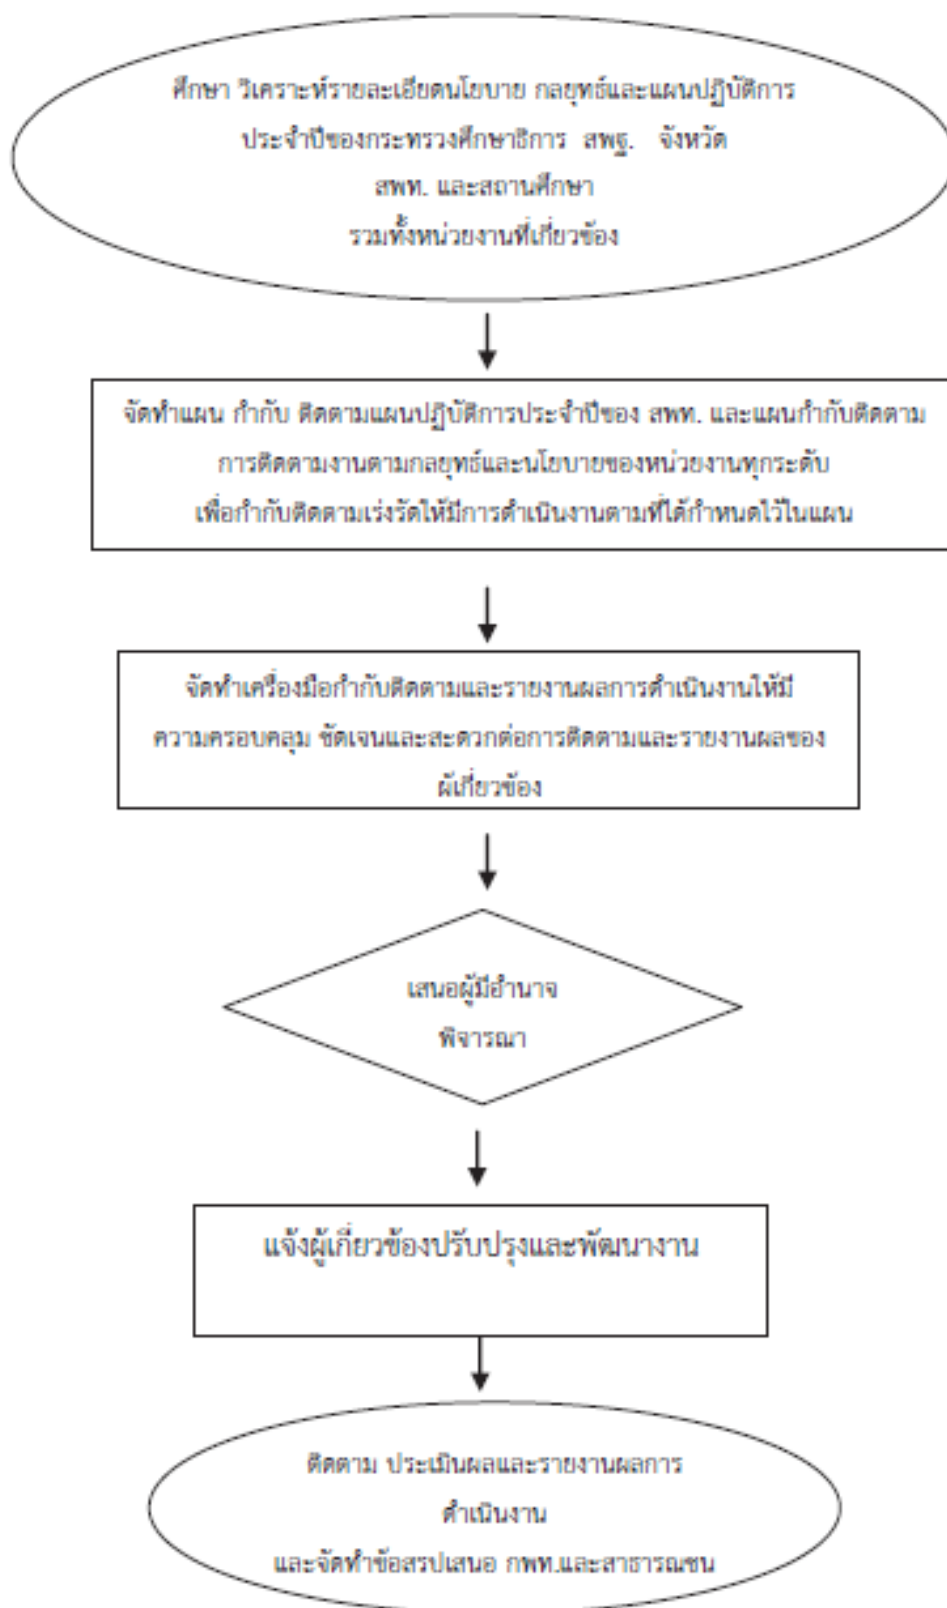 ศึกษา วิเคราะห์รายละเอียดนโยบาย กลยุทธ์และแผนปฏิบัติการ
ประจำปีของกระทรวงศึกษาธิการ สพฐ. จังหวัด
สพท. และสถานศึกษา
รวมทั้งหน่วยงานที่เกี่ยวข้อง
จัดทำแผน กำกับ ติดตามแผนปฏิบัติการประจำปีของ สพท. และแผนกำกับติดตาม
การติดตามงานตามกลยุทธ์และนโยบายของหน่วยงานทุกระดับ
เพื่อกำกับติดตามเร่งรัดให้มีการดำเนินงานตามที่ได้กำหนดไว้ในแผน
จัดทำเครื่องมือกำกับติดตามและรายงานผลการดำเนินงานให้มี
ความครอบคลุม ชัดเจนและสะดวกต่อการติดตามและรายงานผลของ
ผู้เกี่ยวข้อง
เสนอผู้มีอำนาจ
พิจารณา
แจ้งผู้เกี่ยวข้องปรับปรุงและพัฒนางาน
ติดตาม ประเมินผลและรายงานผลการ
ดำเนินงาน
และจัดทำข้อสรุปเสนอ กพท.และสาธารณชน